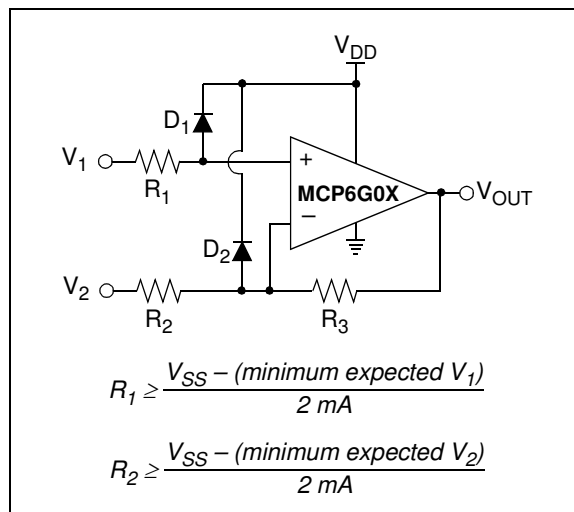 V_DD
D_1
V_1
R_1
+
MCP6G0X
−
V_OUT
D_2
V_2
R_2
R_3
R_1 ≥ V_SS – (minimum expected V_1)
2 mA
R_2 ≥ V_SS – (minimum expected V_2)
2 mA